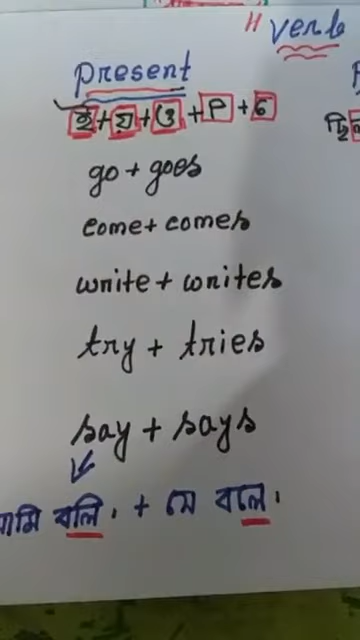 Verb
Present
ই+য়+ও+
go + goes
come + comes
write + writes
try + tries
say + says
বলি। + সে বলে।